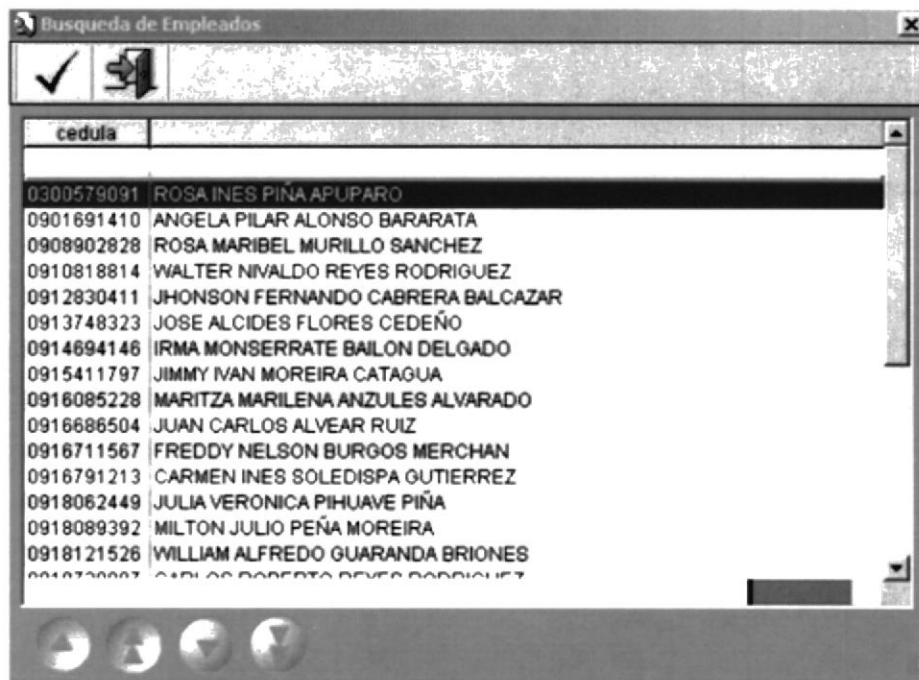 Busqueda de Empleados
cedula
0300579091 ROSA INES PIÑA APUPARO
0901691410 ANGELA PILAR ALONSO BARARATA
0908902828 ROSA MARIBEL MURILLO SANCHEZ
0910818814 WALTER NIVALDO REYES RODRIGUEZ
0912830411 JHONSON FERNANDO CABRERA BALCAZAR
0913748323 JOSE ALCIDES FLORES CEDEÑO
0914694146 IRMA MONSERRATE BAILON DELGADO
0915411797 JIMMY IVAN MOREIRA CATAGUA
0916085228 MARITZA MARILENA ANZULES ALVARADO
0916686504 JUAN CARLOS ALVEAR RUIZ
0916711567 FREDDY NELSON BURGOS MERCHAN
0916791213 CARMEN INES SOLEDISPA GUTIERREZ
0918062449 JULIA VERONICA PIHUAVE PIÑA
0918089392 MILTON JULIO PEÑA MOREIRA
0918121526 WILLIAM ALFREDO GUARANDA BRIONES
CARLOS ROBERTO REYES RODRIGUEZ